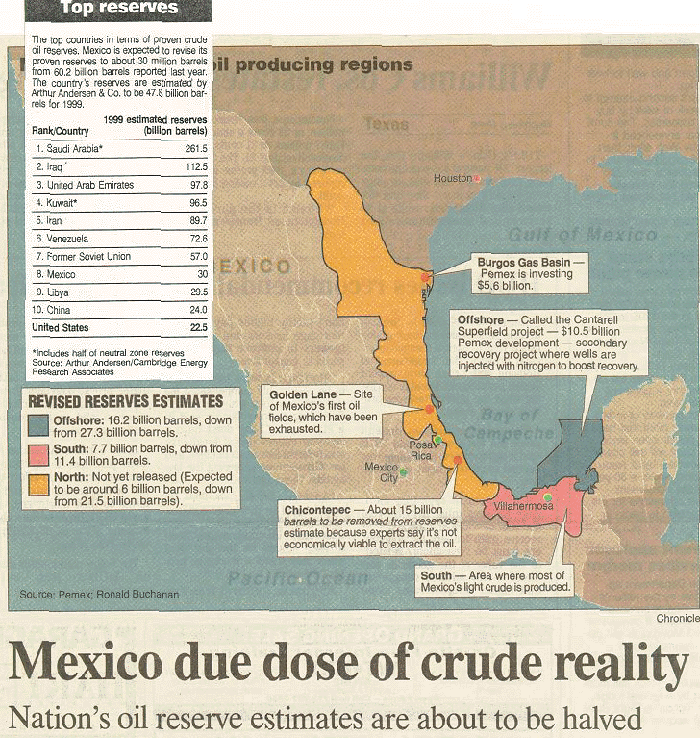 Top reserves
The top countries in terms of proven crude
oil reserves. Mexico is expected to revise its
proven reserves to about 30 million barrels
from 60.2 billion barrels reported last year.
The country's reserves are estimated by
Arthur Andersen & Co. to be 47.8 billion bar-
rels for 1999.
1999 estimated reserves
Rank/Country (billion barrels)
1. Saudi Arabia* 261.5
2. Iraq 112.5
3. United Arab Emirates 97.8
4. Kuwait* 96.5
5. Iran 89.7
6. Venezuela 72.6
7. Former Soviet Union 57.0
8. Mexico 30
9. Libya 29.5
10. China 24.0
United States 22.5
*Includes half of neutral zone reserves
Source: Arthur Andersen/Cambridge Energy
Research Associates
oil producing regions
Texas
Houston
Gulf of Mexico
MEXICO
Burgos Gas Basin —
Pemex is investing
$5.6 billion.
Offshore — Called the Cantarell
Superfield project — $10.5 billion
Pemex development — secondary
recovery project where wells are
injected with nitrogen to boost recovery.
Golden Lane — Site
of Mexico's first oil
fields, which have been
exhausted.
Bay of
Campeche
Posa
Rica
Mexico
City
Villahermosa
REVISED RESERVES ESTIMATES
Offshore: 16.2 billion barrels, down
from 27.3 billion barrels.
South: 7.7 billion barrels, down from
11.4 billion barrels.
North: Not yet released (Expected
to be around 6 billion barrels, down
from 21.5 billion barrels).
Chicontepec — About 15 billion
barrels to be removed from reserves
estimate because experts say it's not
economically viable to extract the oil.
South — Area where most of
Mexico's light crude is produced.
Pacific Ocean
Source: Pemex; Ronald Buchanan
Chronicle
Mexico due dose of crude reality
Nation's oil reserve estimates are about to be halved